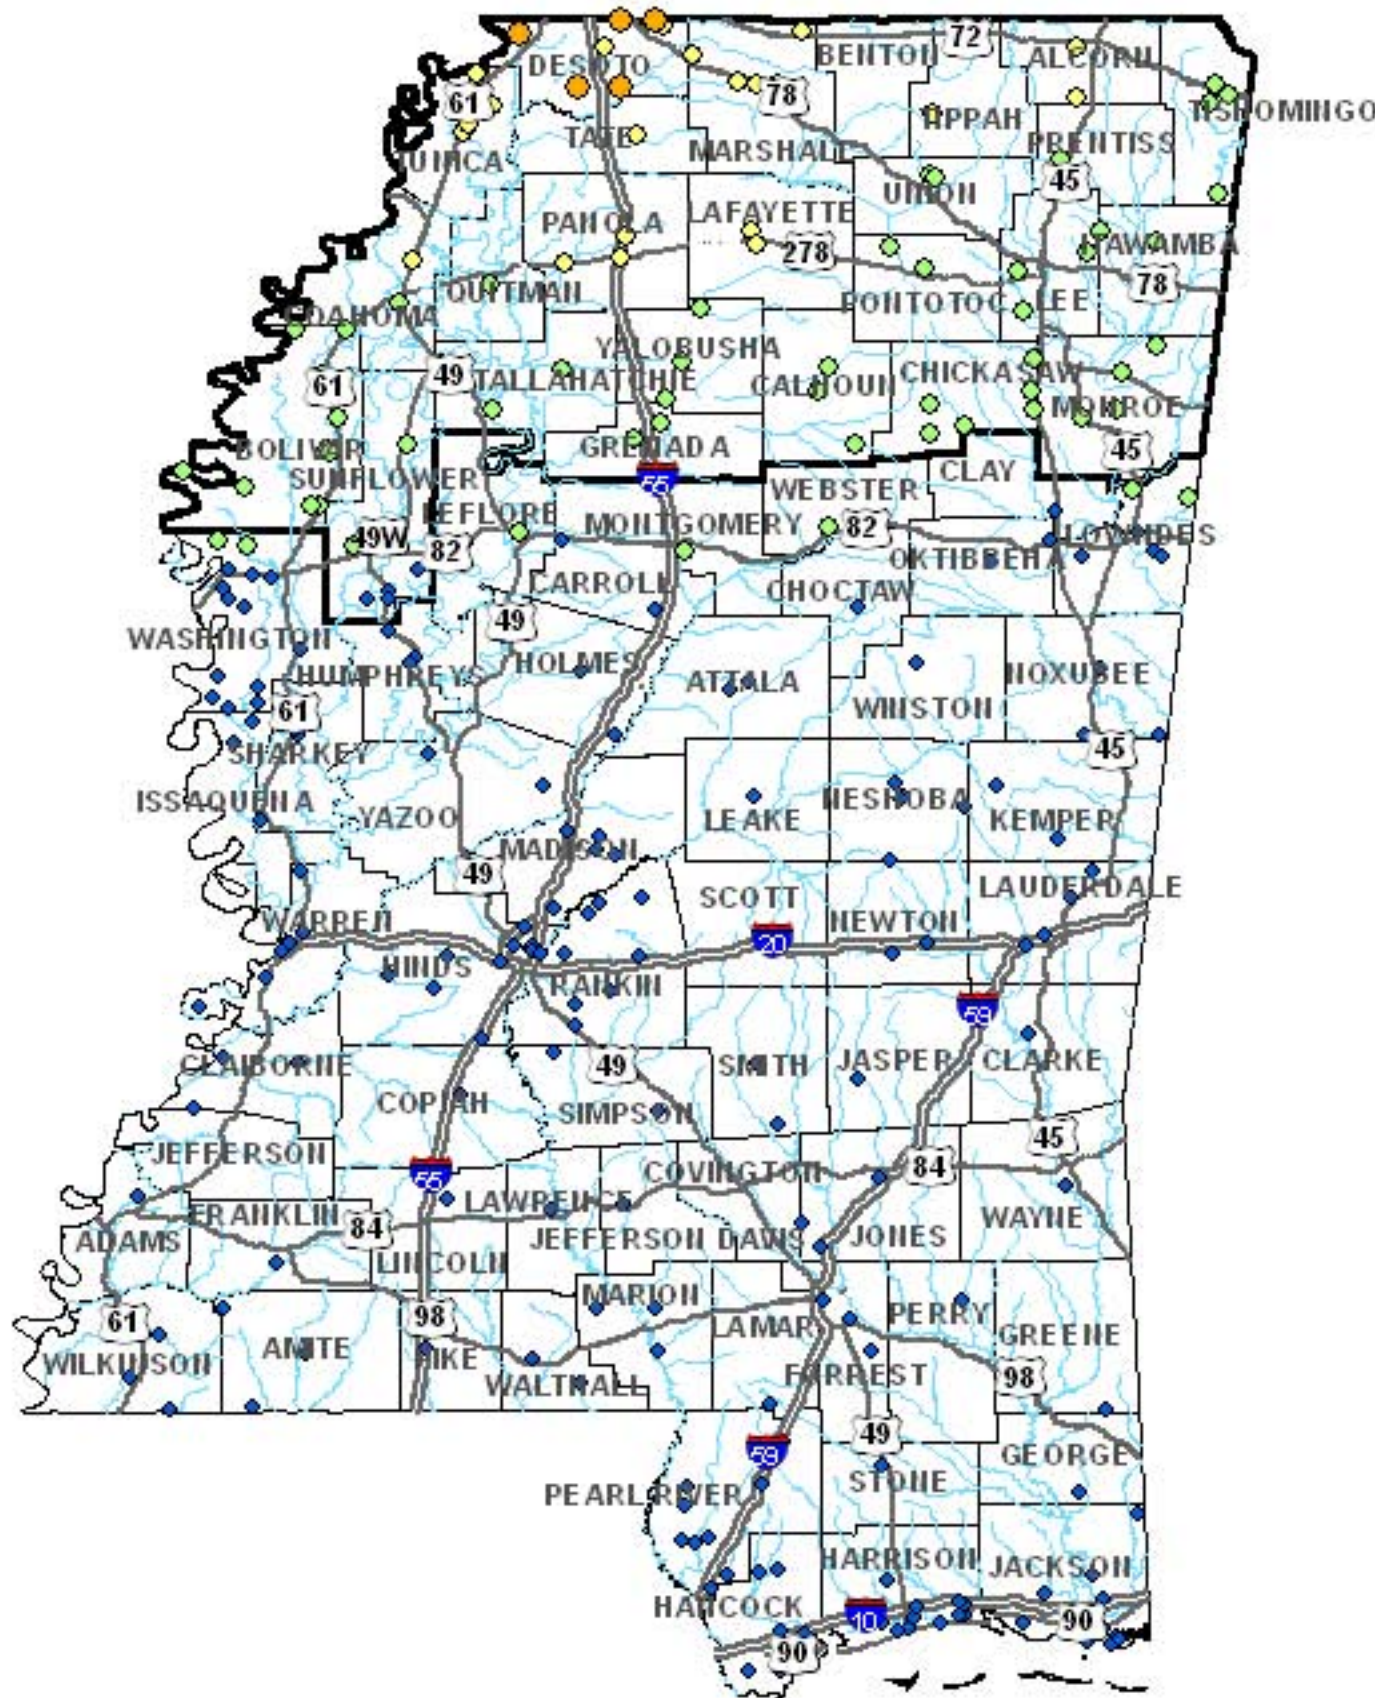 72
BENTON
ALCORN
DESOTO
61
78
TISHOMINGO
TIPPAH
TATE
PRENTISS
MARSHALL
TUNICA
45
UNION
PANOLA
LAFAYETTE
278
ITAWAMBA
78
QUITMAN
PONTOTOC
LEE
COAHOMA
YALOBUSHA
49
TALLAHATCHIE
CALHOUN
CHICKASAW
61
MONROE
BOLIVAR
GRENADA
45
SUNFLOWER
55
CLAY
WEBSTER
LEFLORE
MONTGOMERY
82
49W
82
LOWNDES
OKTIBBEHA
CARROLL
CHOCTAW
49
WASHINGTON
HUMPHREYS
HOLMES
ATTALA
NOXUBEE
61
WINSTON
SHARKEY
45
ISSAQUENA
YAZOO
LEAKE
NESHOBA
KEMPER
MADISON
49
SCOTT
LAUDERDALE
WARREN
NEWTON
20
HINDS
RANKIN
59
CLAIBORNE
49
SMITH
JASPER
CLARKE
COPIAH
SIMPSON
45
JEFFERSON
55
COVINGTON
84
LAWRENCE
FRANKLIN
84
ADAMS
JEFFERSON DAVIS
JONES
WAYNE
LINCOLN
MARION
61
98
LAMAR
PERRY
GREENE
WILKINSON
AMITE
PIKE
WALTHALL
FORREST
98
49
59
GEORGE
PEARL RIVER
STONE
HARRISON
JACKSON
HANCOCK
10
90
90